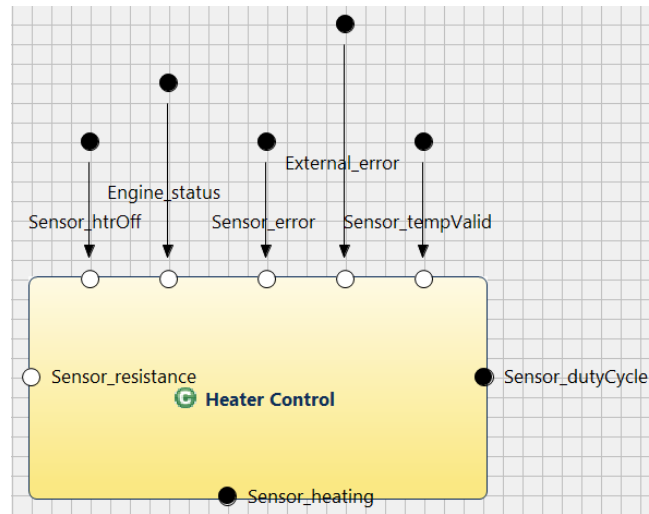 External_error
Engine_status
Sensor_htrOff
Sensor_error
Sensor_tempValid
Sensor_resistance
Sensor_dutyCycle
C Heater Control
Sensor_heating